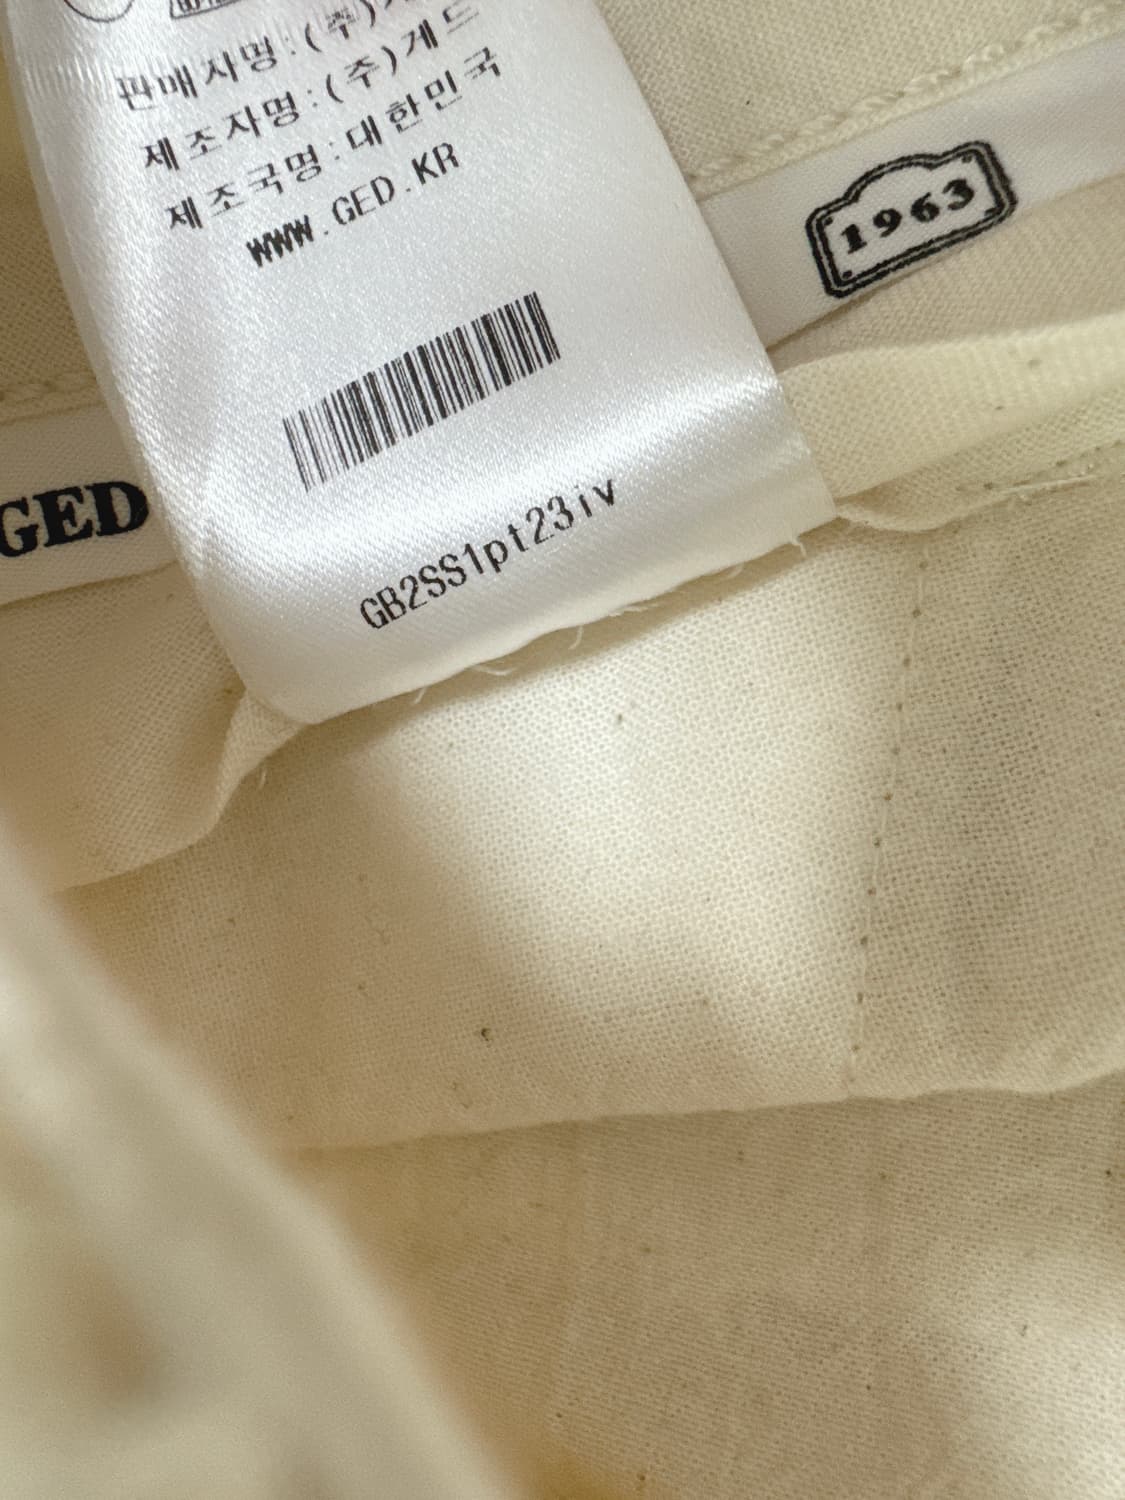 판매자명:(주)게드
제조자명:(주)게드
제조국명:대한민국
WWW.GED.KR
1963
GED
GB2SS1pt23iv